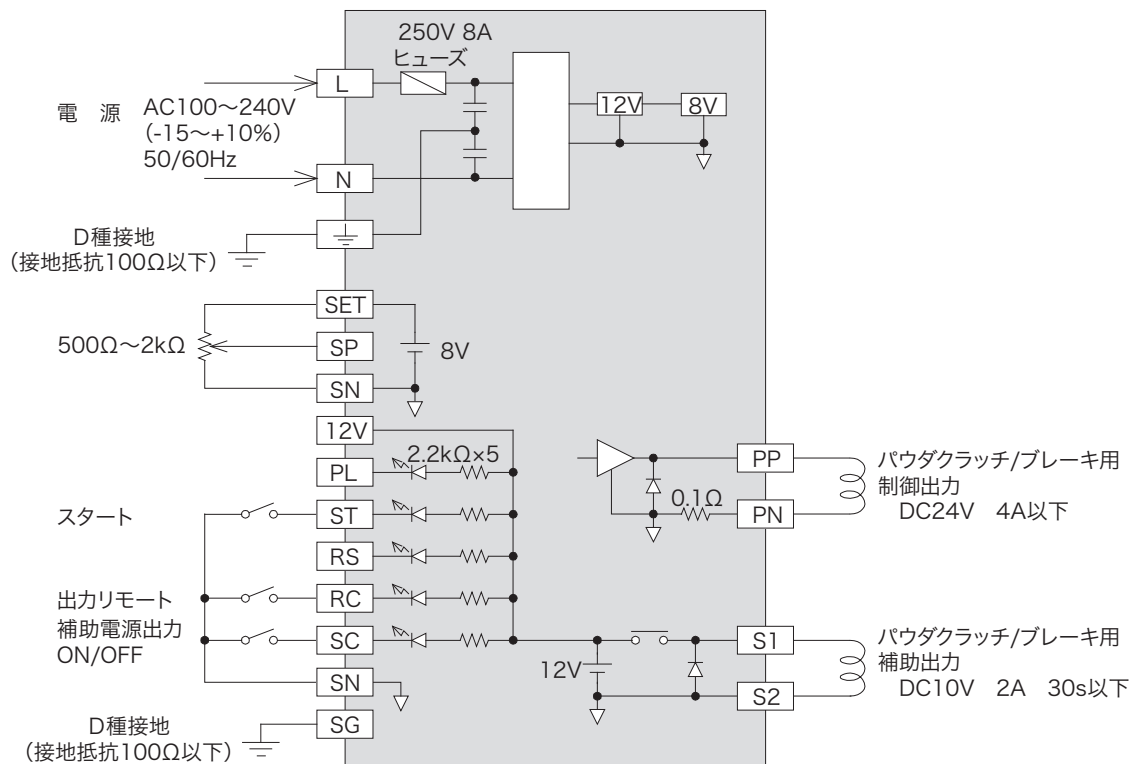 250V 8A
ヒューズ
L
電 源
AC100～240V
（-15～+10%）
50/60Hz
12V
8V
N
D種接地
（接地抵抗100Ω以下）
SET
500Ω～2kΩ
SP
8V
SN
12V
PL
2.2kΩ×5
PP
パウダクラッチ/ブレーキ用
制御出力
DC24V 4A以下
0.1Ω
PN
スタート
ST
RS
出力リモート
RC
補助電源出力
ON/OFF
SC
S1
パウダクラッチ/ブレーキ用
補助出力
DC10V 2A 30s以下
12V
SN
S2
D種接地
（接地抵抗100Ω以下）
SG